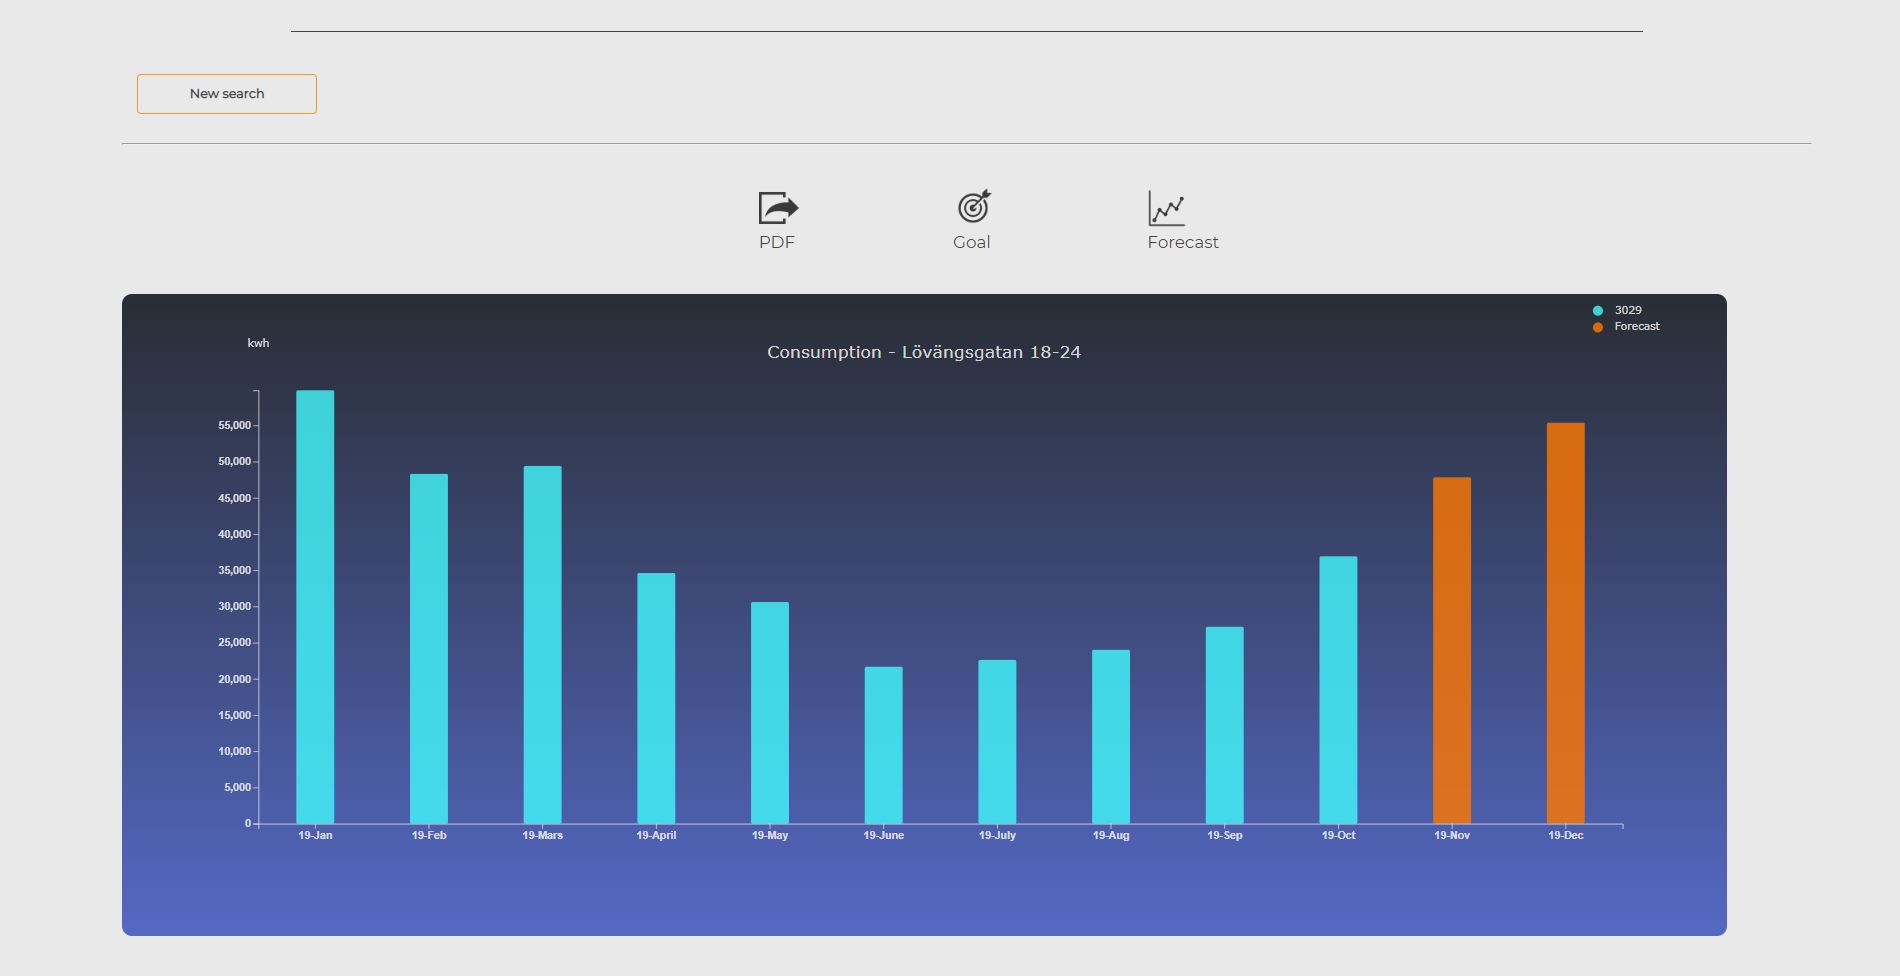 New search
PDF
Goal
Forecast
3029
Forecast
kwh
Consumption - Lövängsgatan 18-24
55,000
50,000
45,000
40,000
35,000
30,000
25,000
20,000
15,000
10,000
5,000
0
19-Jan 19-Feb 19-Mars 19-April 19-May 19-June 19-July 19-Aug 19-Sep 19-Oct 19-Nov 19-Dec